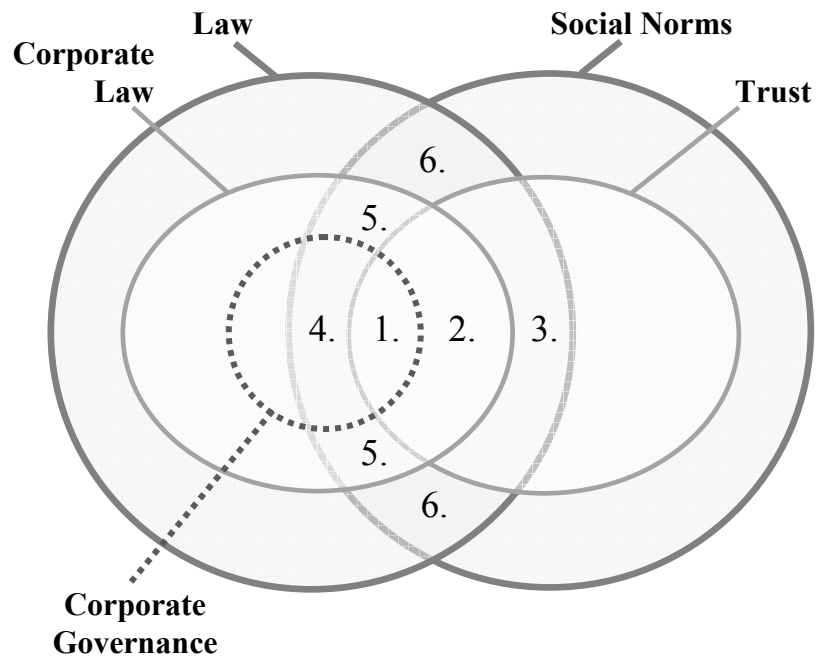 Law
Social Norms
Corporate
Law
Trust
6.
5.
4.
1.
2.
3.
5.
6.
Corporate
Governance